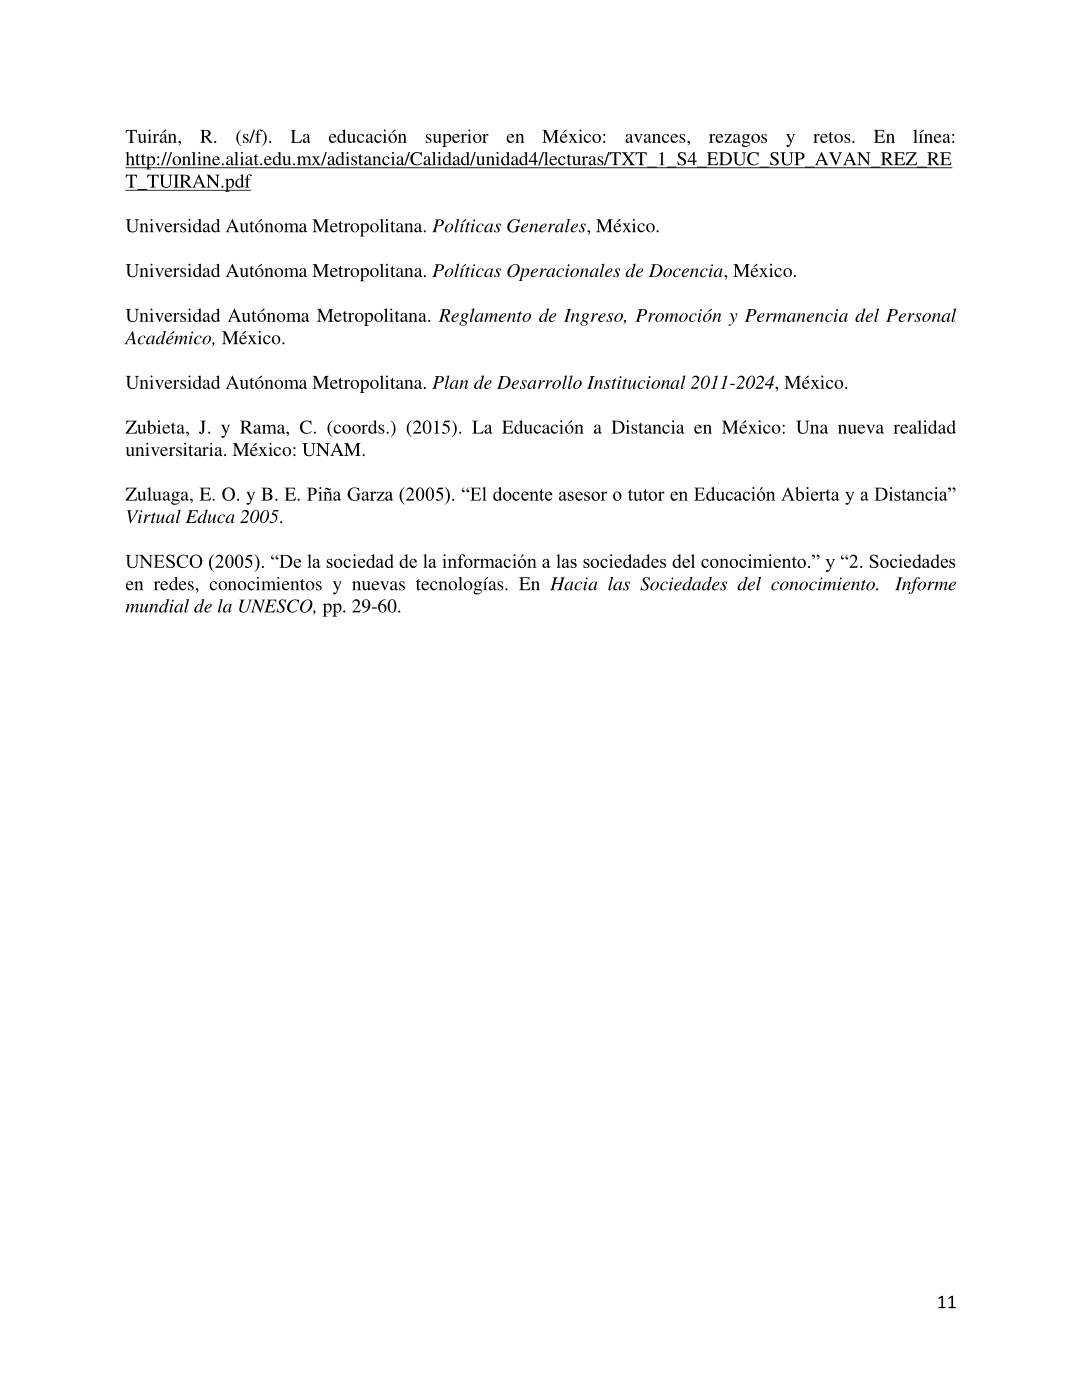 Tuirán, R. (s/f). La educación superior en México: avances, rezagos y retos. En línea:
http://online.aliat.edu.mx/adistancia/Calidad/unidad4/lecturas/TXT_1_S4_EDUC_SUP_AVAN_REZ_RE
T_TUIRAN.pdf
Universidad Autónoma Metropolitana. Políticas Generales, México.
Universidad Autónoma Metropolitana. Políticas Operacionales de Docencia, México.
Universidad Autónoma Metropolitana. Reglamento de Ingreso, Promoción y Permanencia del Personal
Académico, México.
Universidad Autónoma Metropolitana. Plan de Desarrollo Institucional 2011-2024, México.
Zubieta, J. y Rama, C. (coords.) (2015). La Educación a Distancia en México: Una nueva realidad
universitaria. México: UNAM.
Zuluaga, E. O. y B. E. Piña Garza (2005). “El docente asesor o tutor en Educación Abierta y a Distancia”
Virtual Educa 2005.
UNESCO (2005). “De la sociedad de la información a las sociedades del conocimiento.” y “2. Sociedades
en redes, conocimientos y nuevas tecnologías. En Hacia las Sociedades del conocimiento. Informe
mundial de la UNESCO, pp. 29-60.
11